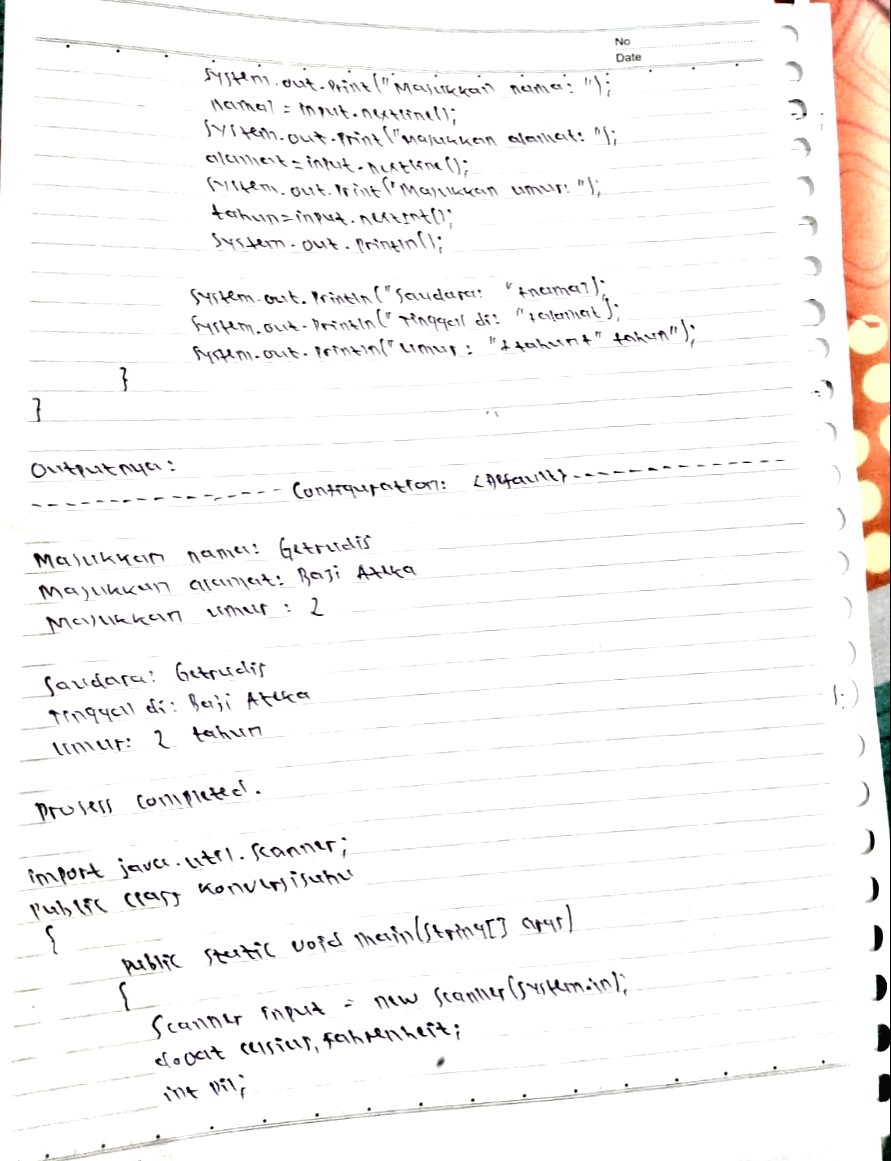 No
Date
System.out.print("Masukkan nama: ");
nama1 = input.nextline();
System.out.print("Masukkan alamat: ");
alamat = input.nextline();
System.out.print("Masukkan umur: ");
tahun = input.nextInt();
System.out.println();
System.out.println("Saudara: "+nama1);
System.out.println("Tinggal di: "+alamat);
System.out.println("Umur: "+tahun+" tahun");
}
}
Outputnya:
---------------- Configuration: <Default> --------------
Masukkan nama: Getrudis
Masukkan alamat: Baji Ateka
Masukkan umur : 2
Saudara: Getrudis
Tinggal di: Baji Ateka
Umur: 2 tahun
Prosess completed.
import java.util.Scanner;
Public class Konversisuhu
{
public static void main(String[] args)
{
Scanner input = new Scanner(System.in);
float celsius, fahrenheit;
int pil;